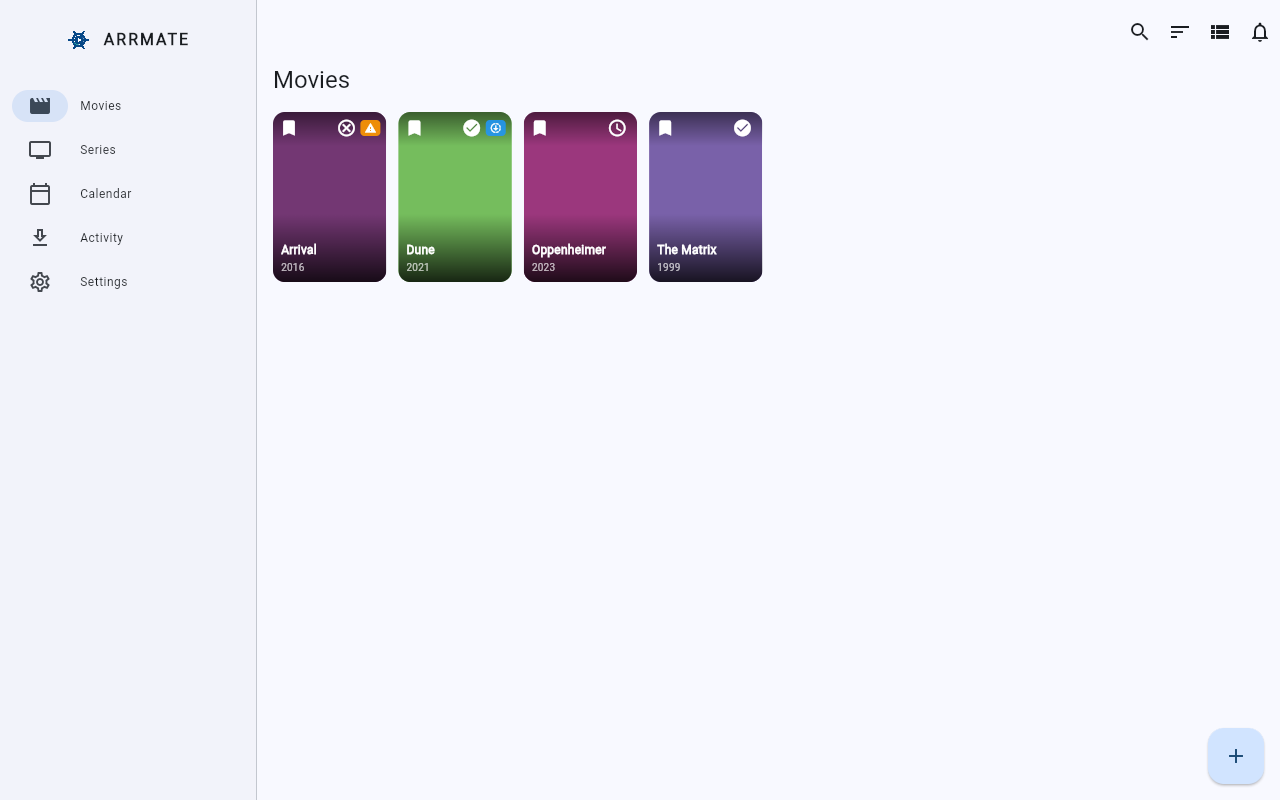 ARRMATE
Movies
Series
Calendar
Activity
Settings
Movies
Arrival
2016
Dune
2021
Oppenheimer
2023
The Matrix
1999